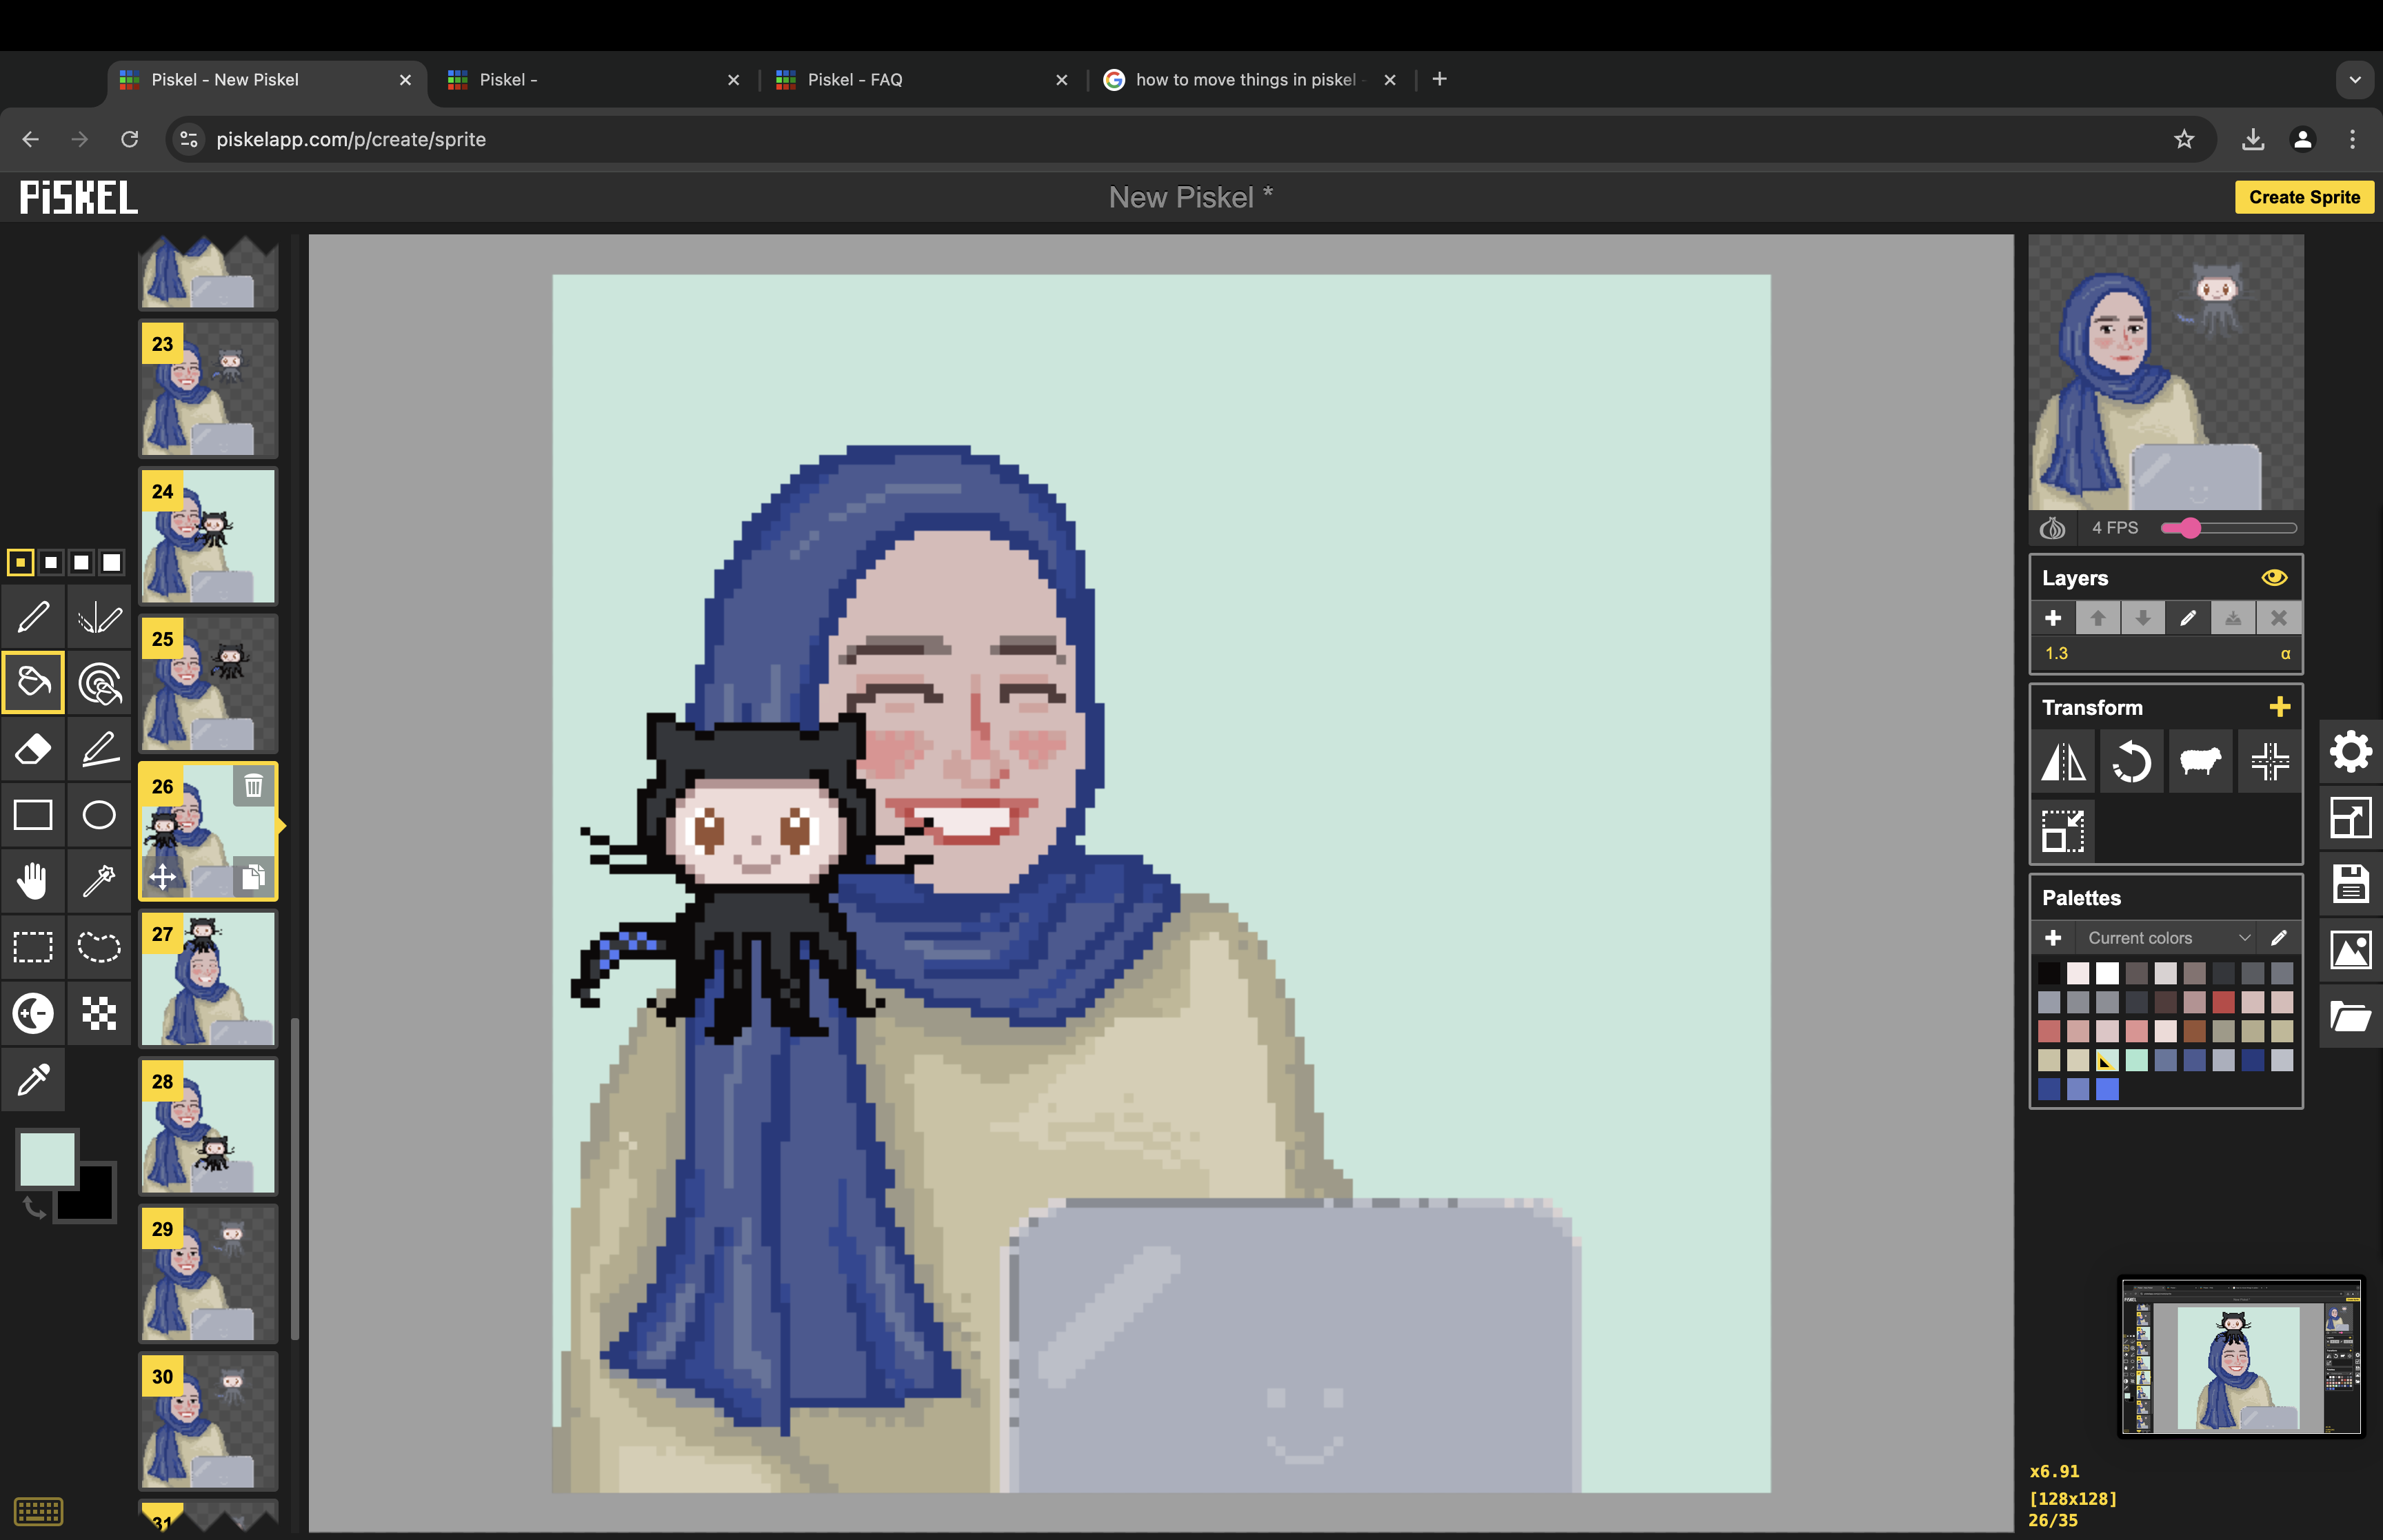 Piskel - New Piskel
Piskel -
Piskel - FAQ
how to move things in piskel -
piskelapp.com/p/create/sprite
PiSKEL
New Piskel *
Create Sprite
23
24
25
26
27
28
29
30
31
4 FPS
Layers
1.3
α
Transform
Palettes
Current colors
x6.91
[128x128]
26/35